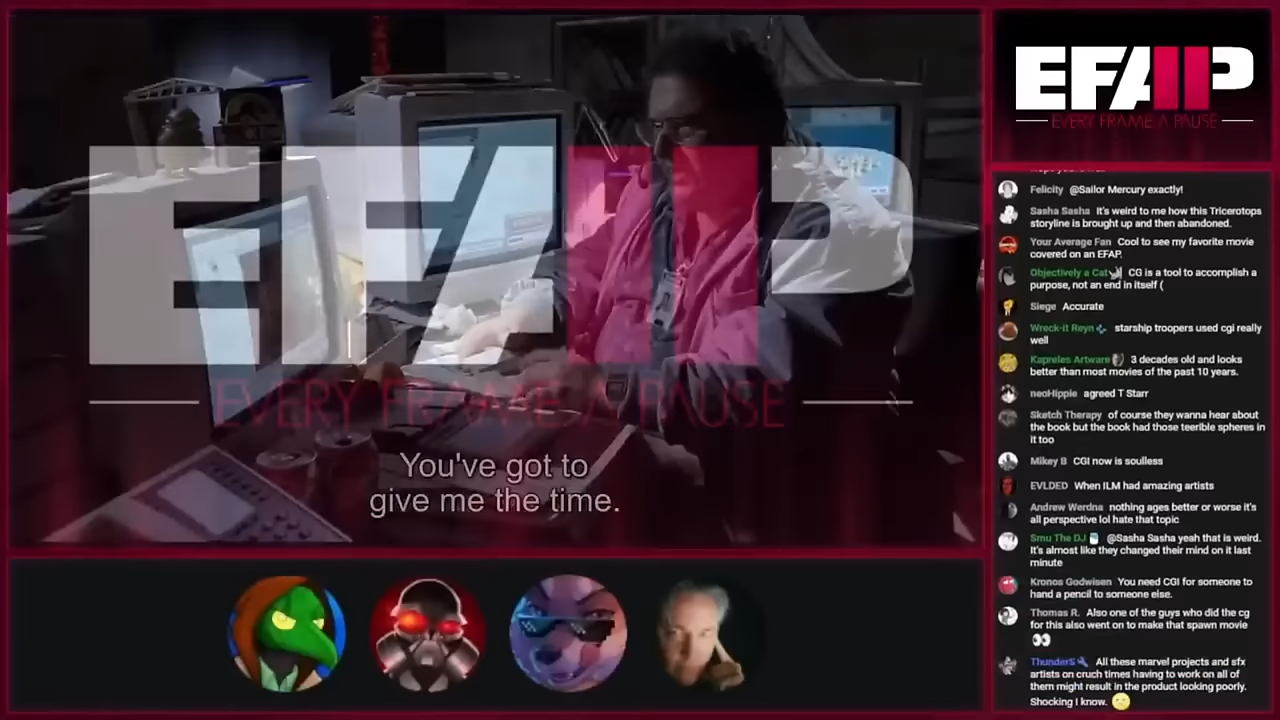 EFAP
EVERY FRAME A PAUSE
You've got to
give me the time.
EFAP
EVERY FRAME A PAUSE
Felicity @Sailor Mercury exactly!
Sasha Sasha It's weird to me how this Tricerotops
storyline is brought up and then abandoned.
Your Average Fan Cool to see my favorite movie
covered on an EFAP.
Objectively a Cat CG is a tool to accomplish a
purpose, not an end in itself (
Siege Accurate
Wreck-it Reyn starship troopers used cgi really
well
Kapreles Artware 3 decades old and looks
better than most movies of the past 10 years.
neoHippie agreed T Starr
Sketch Therapy of course they wanna hear about
the book but the book had those teerible spheres in
it too
Mikey B CGI now is soulless
EVLDED When ILM had amazing artists
Andrew Werdna nothing ages better or worse it's
all perspective lol hate that topic
Smu The DJ @Sasha Sasha yeah that is weird.
It's almost like they changed their mind on it last
minute
Kronos Godwisen You need CGI for someone to
hand a pencil to someone else.
Thomas R. Also one of the guys who did the cg
for this also went on to make that spawn movie
👀
ThunderS All these marvel projects and sfx
artists on cruch times having to work on all of
them might result in the product looking poorly.
Shocking I know.